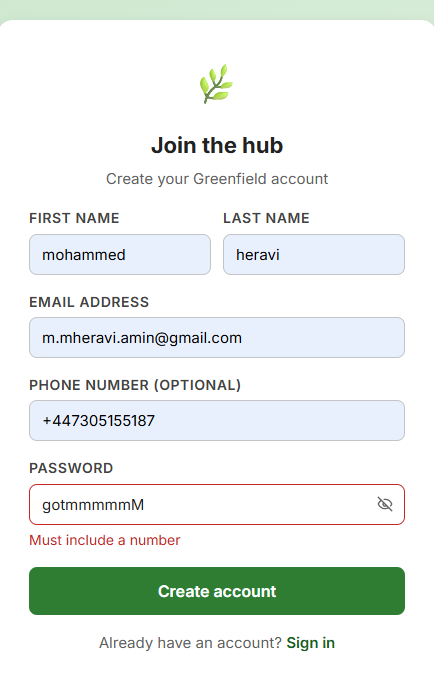 Join the hub
Create your Greenfield account
FIRST NAME LAST NAME
mohammed heravi
EMAIL ADDRESS
m.mheravi.amin@gmail.com
PHONE NUMBER (OPTIONAL)
+447305155187
PASSWORD
gotmmmmmM
Must include a number
Create account
Already have an account? Sign in